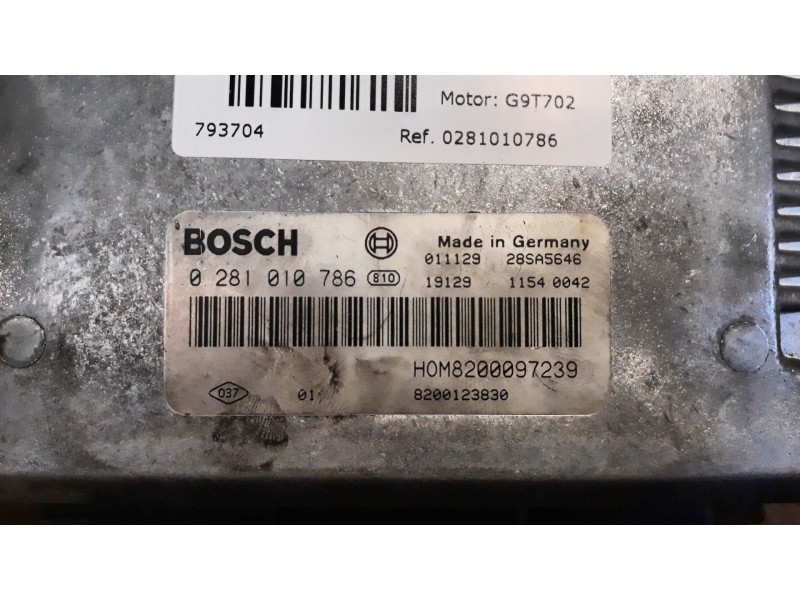 Motor: G9T702
793704 Ref. 0281010786
BOSCH Made in Germany
011129 28SA5646
0 281 010 786 810 19129 1154 0042
HOM8200097239
037 01 8200123830